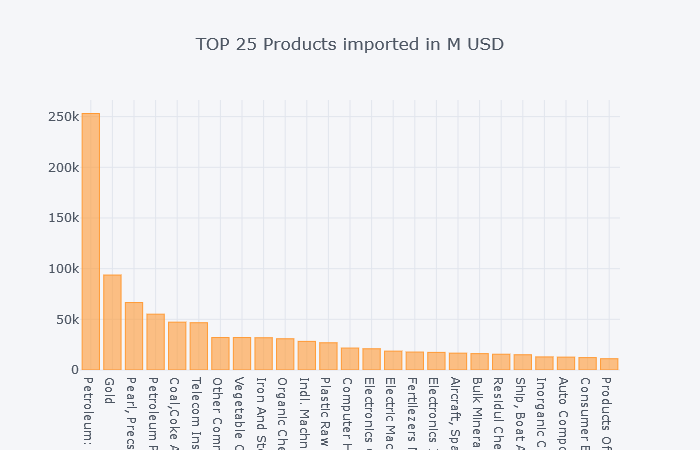 TOP 25 Products imported in M USD
250k
200k
150k
100k
50k
0
Petroleum:
Gold
Pearl, Precs
Petroleum P
Coal,Coke A
Telecom Ins
Other Comm
Vegetable O
Iron And Ste
Organic Che
Indl. Machn
Plastic Raw
Computer H
Electronics
Electric Mac
Fertilezers
Electronics
Aircraft, Spa
Bulk Minera
Residul Che
Ship, Boat A
Inorganic C
Auto Compo
Consumer E
Products Of